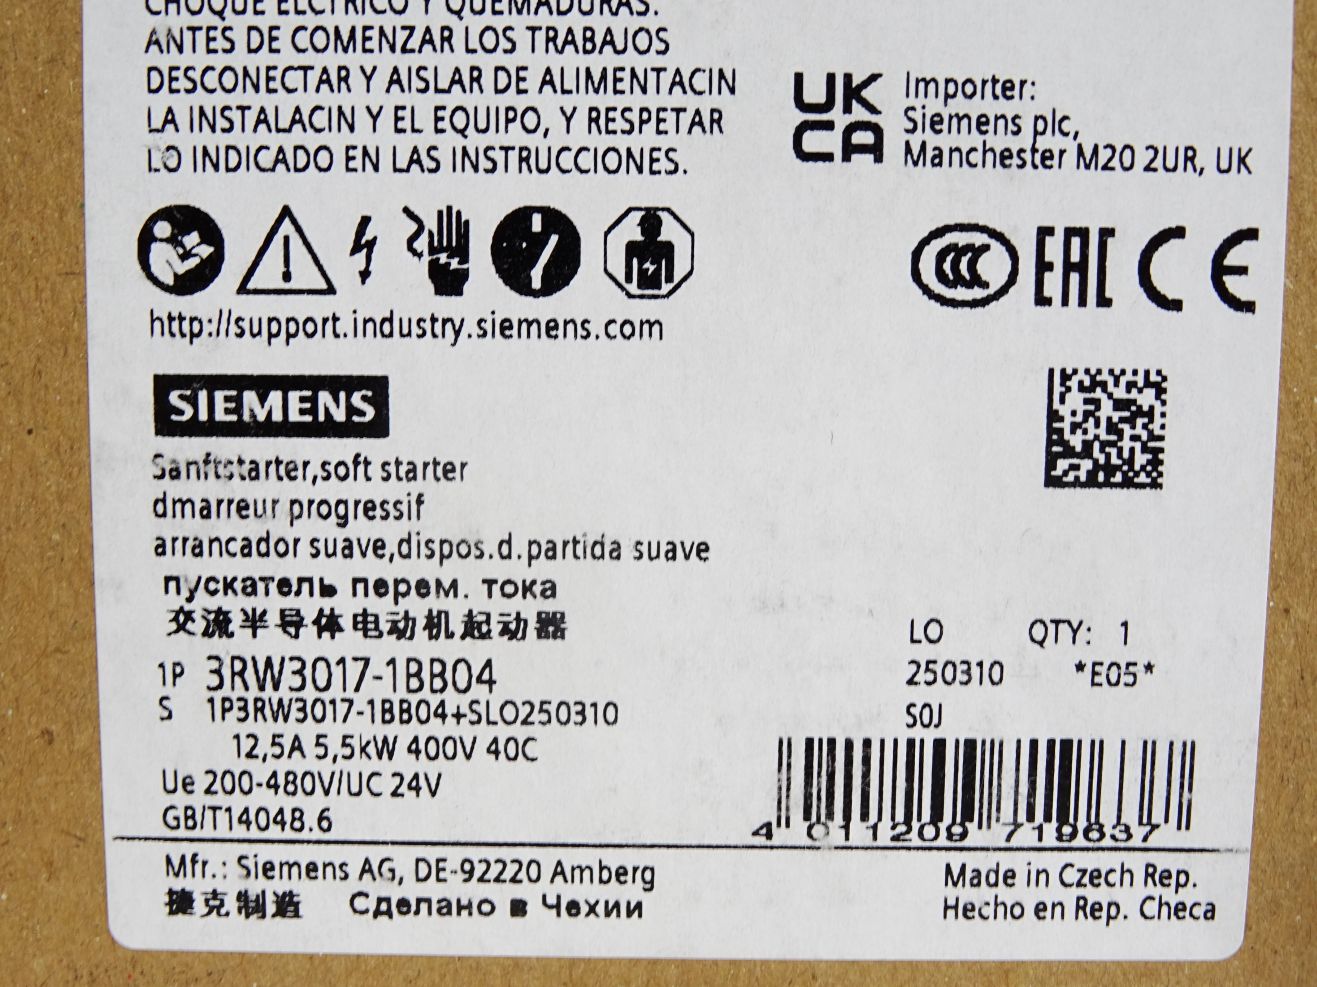 CHOQUE ELCTRICO Y QUEMADURAS.
ANTES DE COMENZAR LOS TRABAJOS
DESCONECTAR Y AISLAR DE ALIMENTACIN
LA INSTALACIN Y EL EQUIPO, Y RESPETAR
LO INDICADO EN LAS INSTRUCCIONES.
UK
CA
Importer:
Siemens plc,
Manchester M20 2UR, UK
CCC EAC CE
http://support.industry.siemens.com
SIEMENS
Sanftstarter,soft starter
dmarreur progressif
arrancador suave,dispos.d.partida suave
пускатель перем. тока
交流半导体电动机起动器
LO QTY: 1
1P 3RW3017-1BB04
250310 *E05*
S 1P3RW3017-1BB04+SLO250310
S0J
12,5A 5,5kW 400V 40C
Ue 200-480V/UC 24V
GB/T14048.6
4 011209 719637
Mfr.: Siemens AG, DE-92220 Amberg
Made in Czech Rep.
捷克制造 Сделано в Чехии
Hecho en Rep. Checa